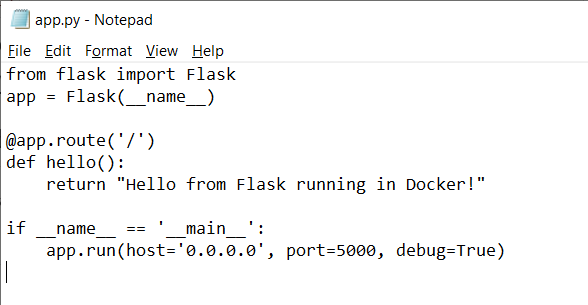 app.py - Notepad
File Edit Format View Help
from flask import Flask
app = Flask(__name__)

@app.route('/')
def hello():
    return "Hello from Flask running in Docker!"

if __name__ == '__main__':
    app.run(host='0.0.0.0', port=5000, debug=True)